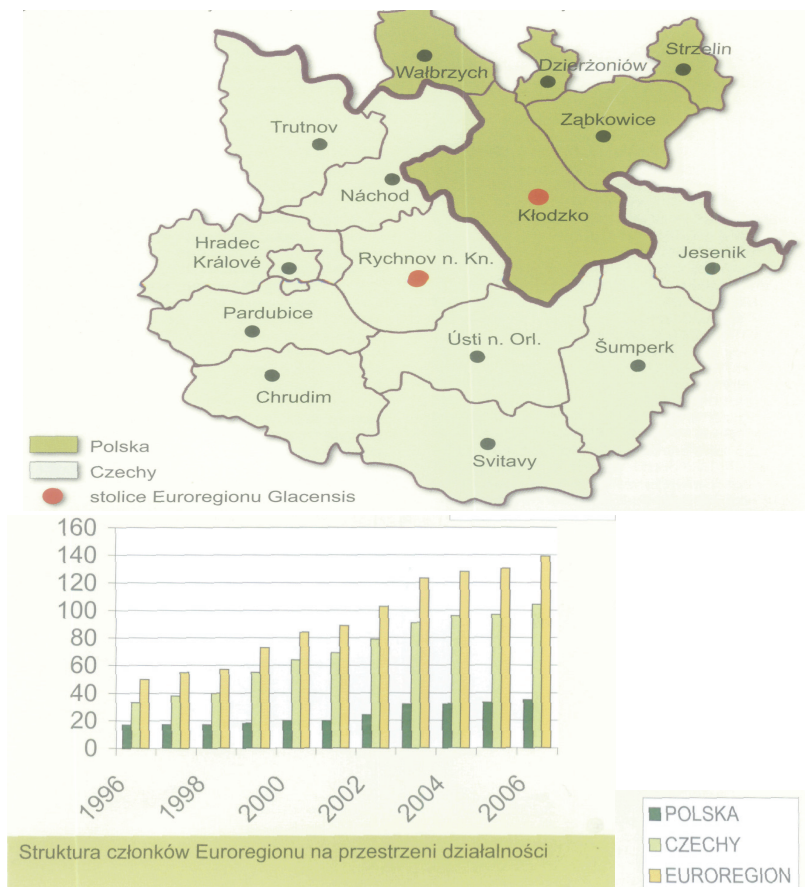 Strzelin
Wałbrzych
Dzierżoniów
Trutnov
Ząbkowice
Náchod
Kłodzko
Hradec
Králové
Rychnov n. Kn.
Jesenik
Pardubice
Ústi n. Orl.
Šumperk
Chrudim
Svitavy
Polska
Czechy
stolice Euroregionu Glacensis
160
140
120
100
80
60
40
20
0
1996
1998
2000
2002
2004
2006
POLSKA
CZECHY
EUROREGION
Struktura członków Euroregionu na przestrzeni działalności